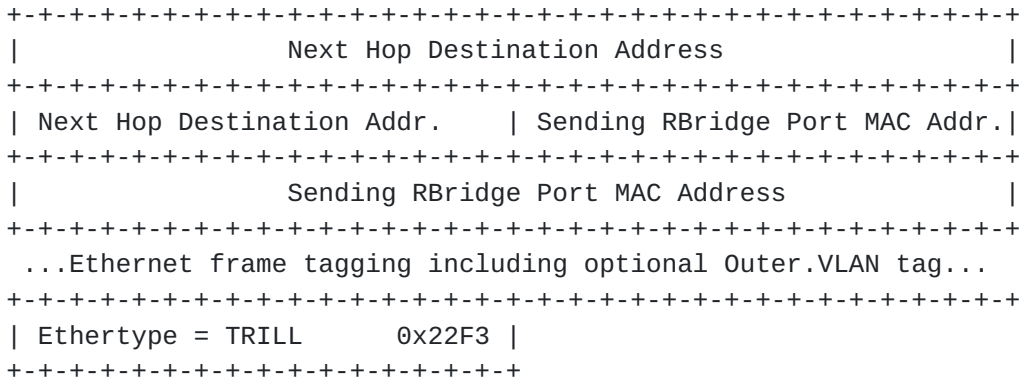 +-+-+-+-+-+-+-+-+-+-+-+-+-+-+-+-+-+-+-+-+-+-+-+-+-+-+-+-+-+-+-+-+
|                  Next Hop Destination Address                   |
+-+-+-+-+-+-+-+-+-+-+-+-+-+-+-+-+-+-+-+-+-+-+-+-+-+-+-+-+-+-+-+-+
| Next Hop Destination Addr.    | Sending RBridge Port MAC Addr.|
+-+-+-+-+-+-+-+-+-+-+-+-+-+-+-+-+-+-+-+-+-+-+-+-+-+-+-+-+-+-+-+-+
|                  Sending RBridge Port MAC Address               |
+-+-+-+-+-+-+-+-+-+-+-+-+-+-+-+-+-+-+-+-+-+-+-+-+-+-+-+-+-+-+-+-+
...Ethernet frame tagging including optional Outer.VLAN tag...
+-+-+-+-+-+-+-+-+-+-+-+-+-+-+-+-+-+-+-+-+-+-+-+-+-+-+-+-+-+-+-+-+
| Ethertype = TRILL      0x22F3 |
+-+-+-+-+-+-+-+-+-+-+-+-+-+-+-+-+